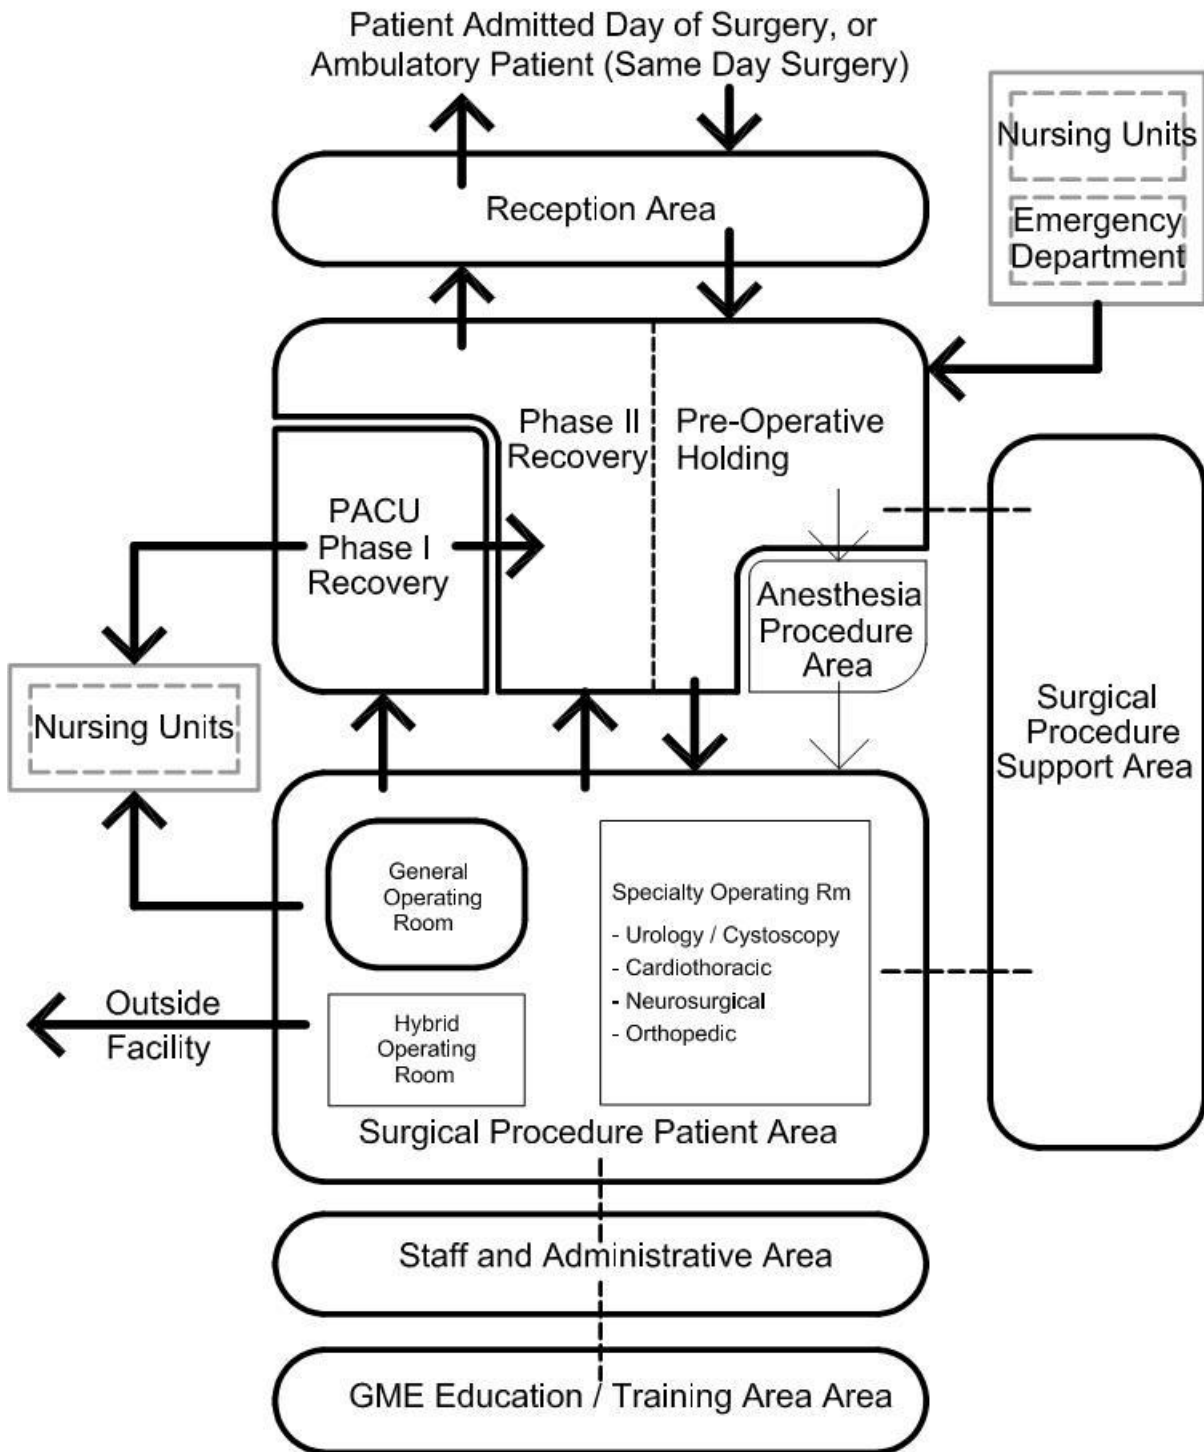 Patient Admitted Day of Surgery, or
Ambulatory Patient (Same Day Surgery)
Nursing Units
Emergency
Department
Reception Area
Phase II
Recovery
Pre-Operative
Holding
PACU
Phase I
Recovery
Anesthesia
Procedure
Area
Nursing Units
Surgical
Procedure
Support Area
General
Operating
Room
Specialty Operating Rm
- Urology / Cystoscopy
- Cardiothoracic
- Neurosurgical
- Orthopedic
Outside
Facility
Hybrid
Operating
Room
Surgical Procedure Patient Area
Staff and Administrative Area
GME Education / Training Area Area